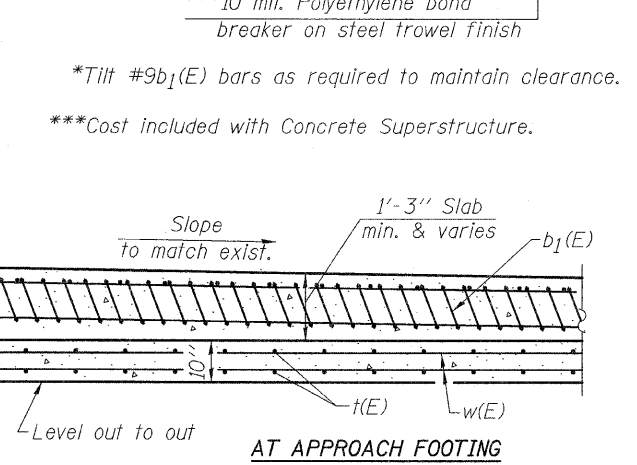 10 mil. Polyethylene bond
breaker on steel trowel finish
*Tilt #9b1(E) bars as required to maintain clearance.
***Cost included with Concrete Superstructure.
Slope
to match exist.
1'-3" Slab
min. & varies
b1(E)
10"
t(E)
w(E)
Level out to out
AT APPROACH FOOTING